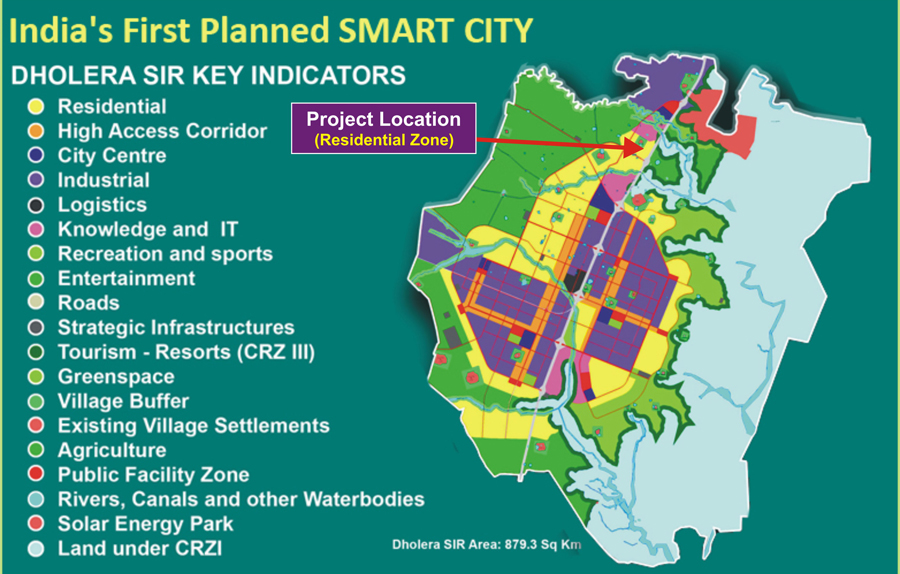 India's First Planned SMART CITY
DHOLERA SIR KEY INDICATORS
Residential
High Access Corridor
City Centre
Industrial
Logistics
Knowledge and IT
Recreation and sports
Entertainment
Roads
Strategic Infrastructures
Tourism - Resorts (CRZ III)
Greenspace
Village Buffer
Existing Village Settlements
Agriculture
Public Facility Zone
Rivers, Canals and other Waterbodies
Solar Energy Park
Land under CRZI
Project Location
(Residential Zone)
Dholera SIR Area: 879.3 Sq Km